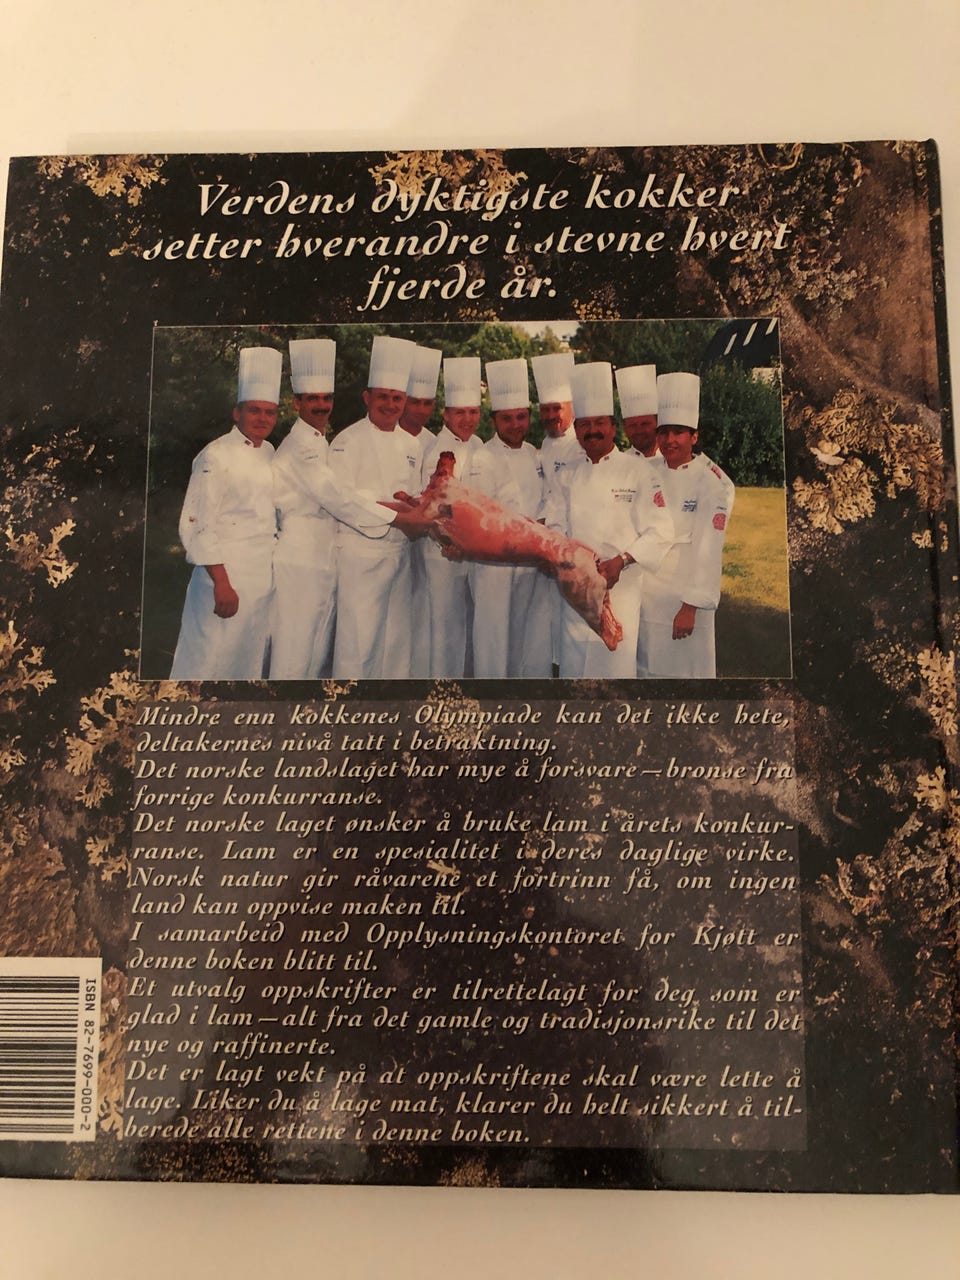 Verdens dyktigste kokker
setter hverandre i stevne hvert
fjerde år.
Mindre enn kokkenes Olympiade kan det ikke hete,
deltakernes nivå tatt i betraktning.
Det norske landslaget har mye å forsvare – bronse fra
forrige konkurranse.
Det norske laget ønsker å bruke lam i årets konkur-
ranse. Lam er en spesialitet i deres daglige virke.
Norsk natur gir råvarene et fortrinn få, om ingen
land kan oppvise maken til.
I samarbeid med Opplysningskontoret for Kjøtt er
denne boken blitt til.
Et utvalg oppskrifter er tilrettelagt for deg som er
glad i lam – alt fra det gamle og tradisjonsrike til det
nye og raffinerte.
Det er lagt vekt på at oppskriftene skal være lette å
lage. Liker du å lage mat, klarer du helt sikkert å til-
berede alle rettene i denne boken.
ISBN 82-7699-000-2